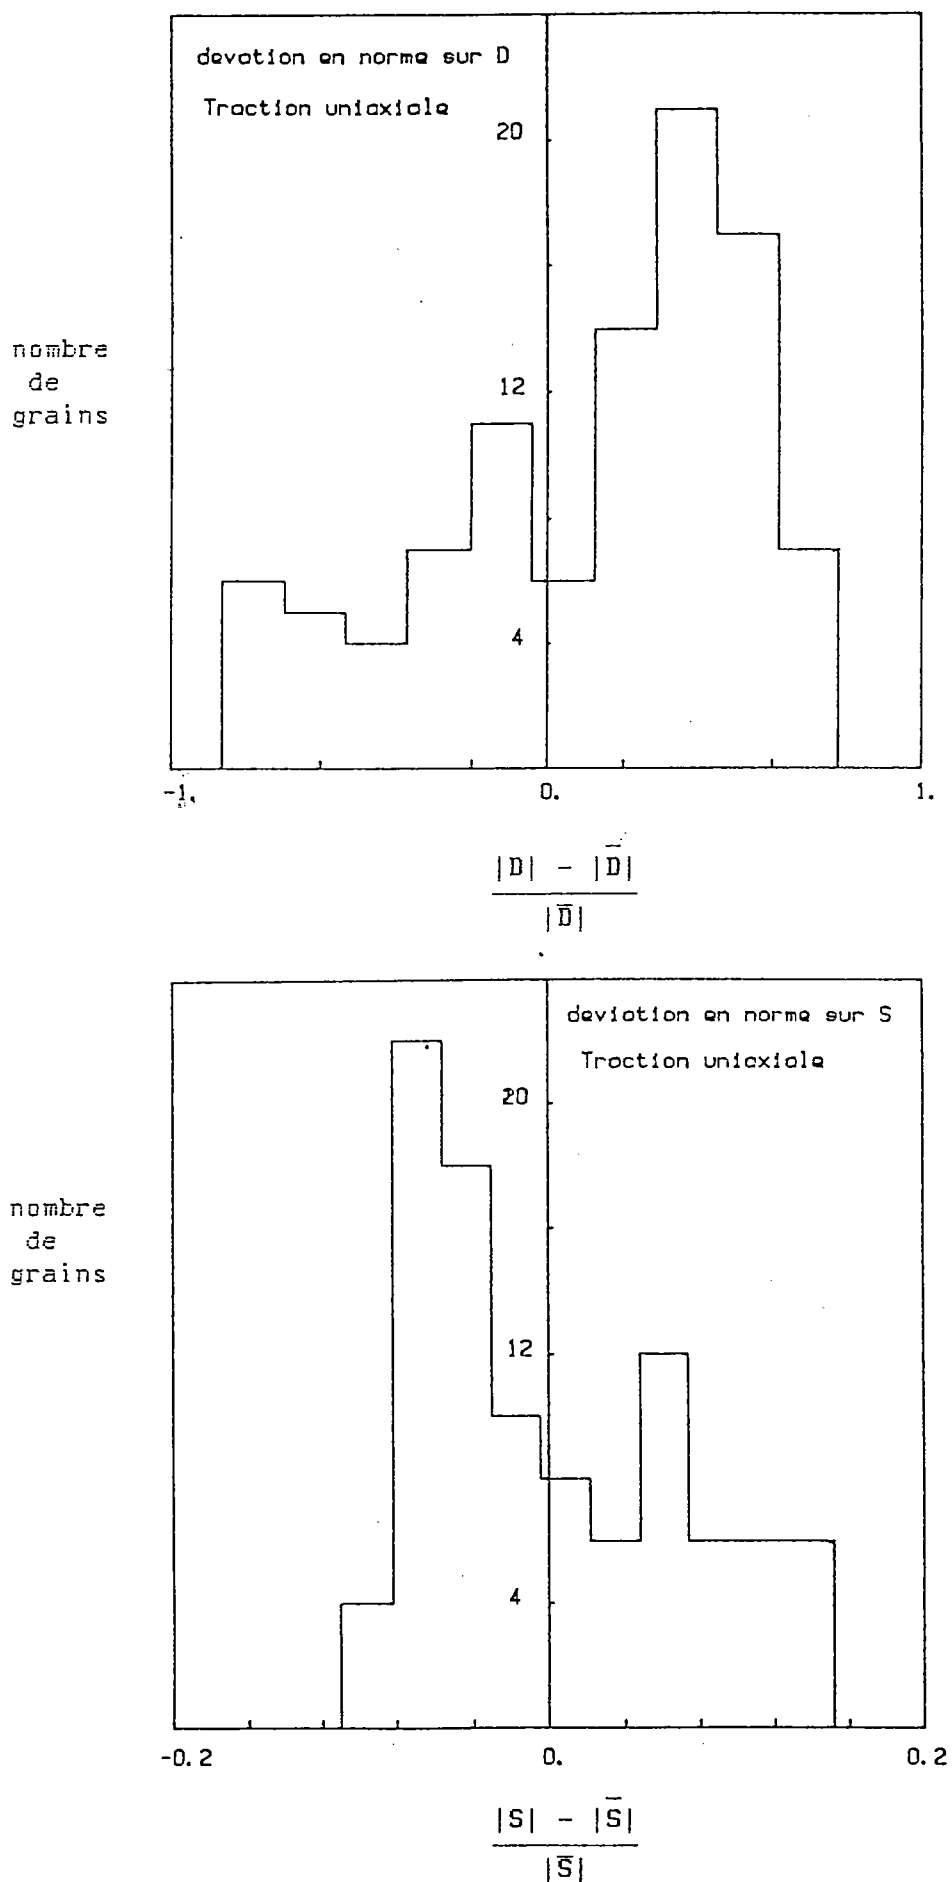 devation en norme sur D
Traction uniaxiale
20
nombre
de
grains
12
4
-1.
0.
1.
|D| - |D̅|
|D̅|
deviation en norme sur S
Traction uniaxiale
20
nombre
de
grains
12
4
-0.2
0.
0.2
|S| - |S̅|
|S̅|